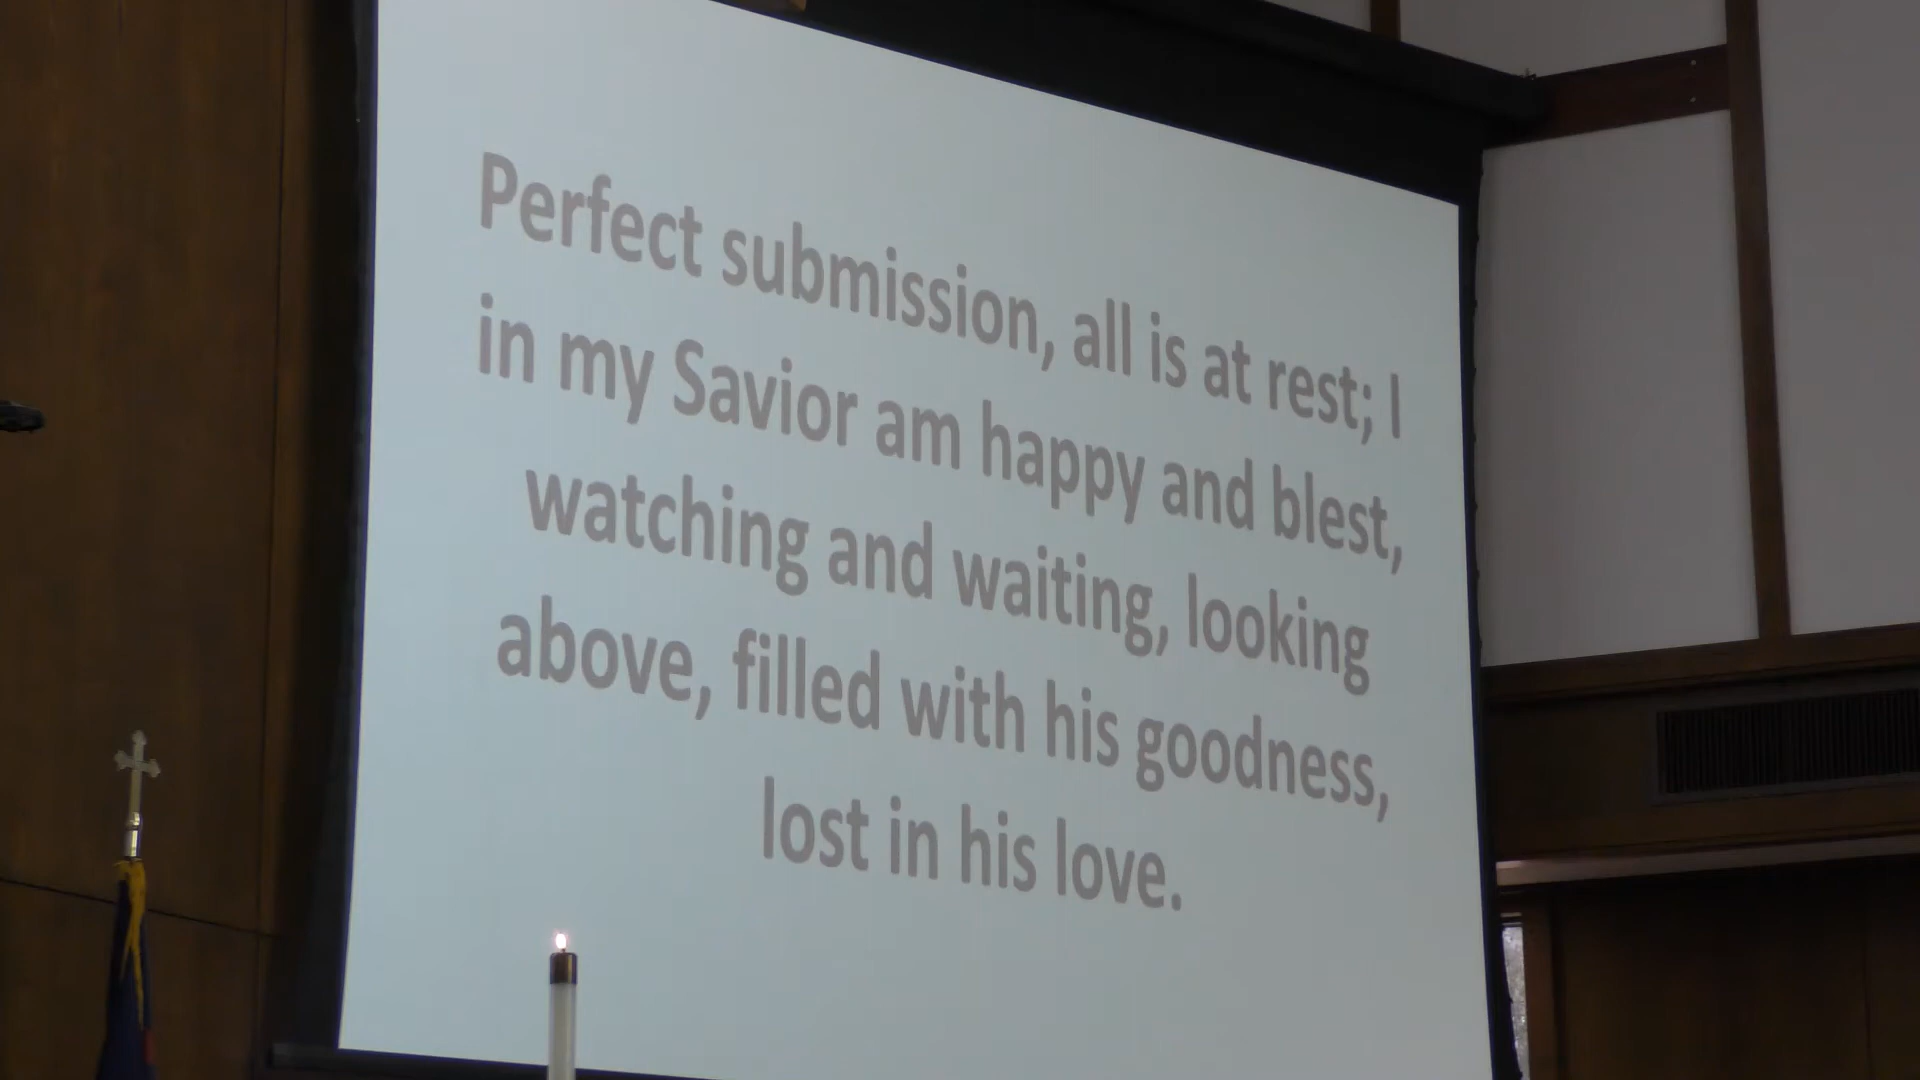 Perfect submission, all is at rest; I
in my Savior am happy and blest,
watching and waiting, looking
above, filled with his goodness,
lost in his love.